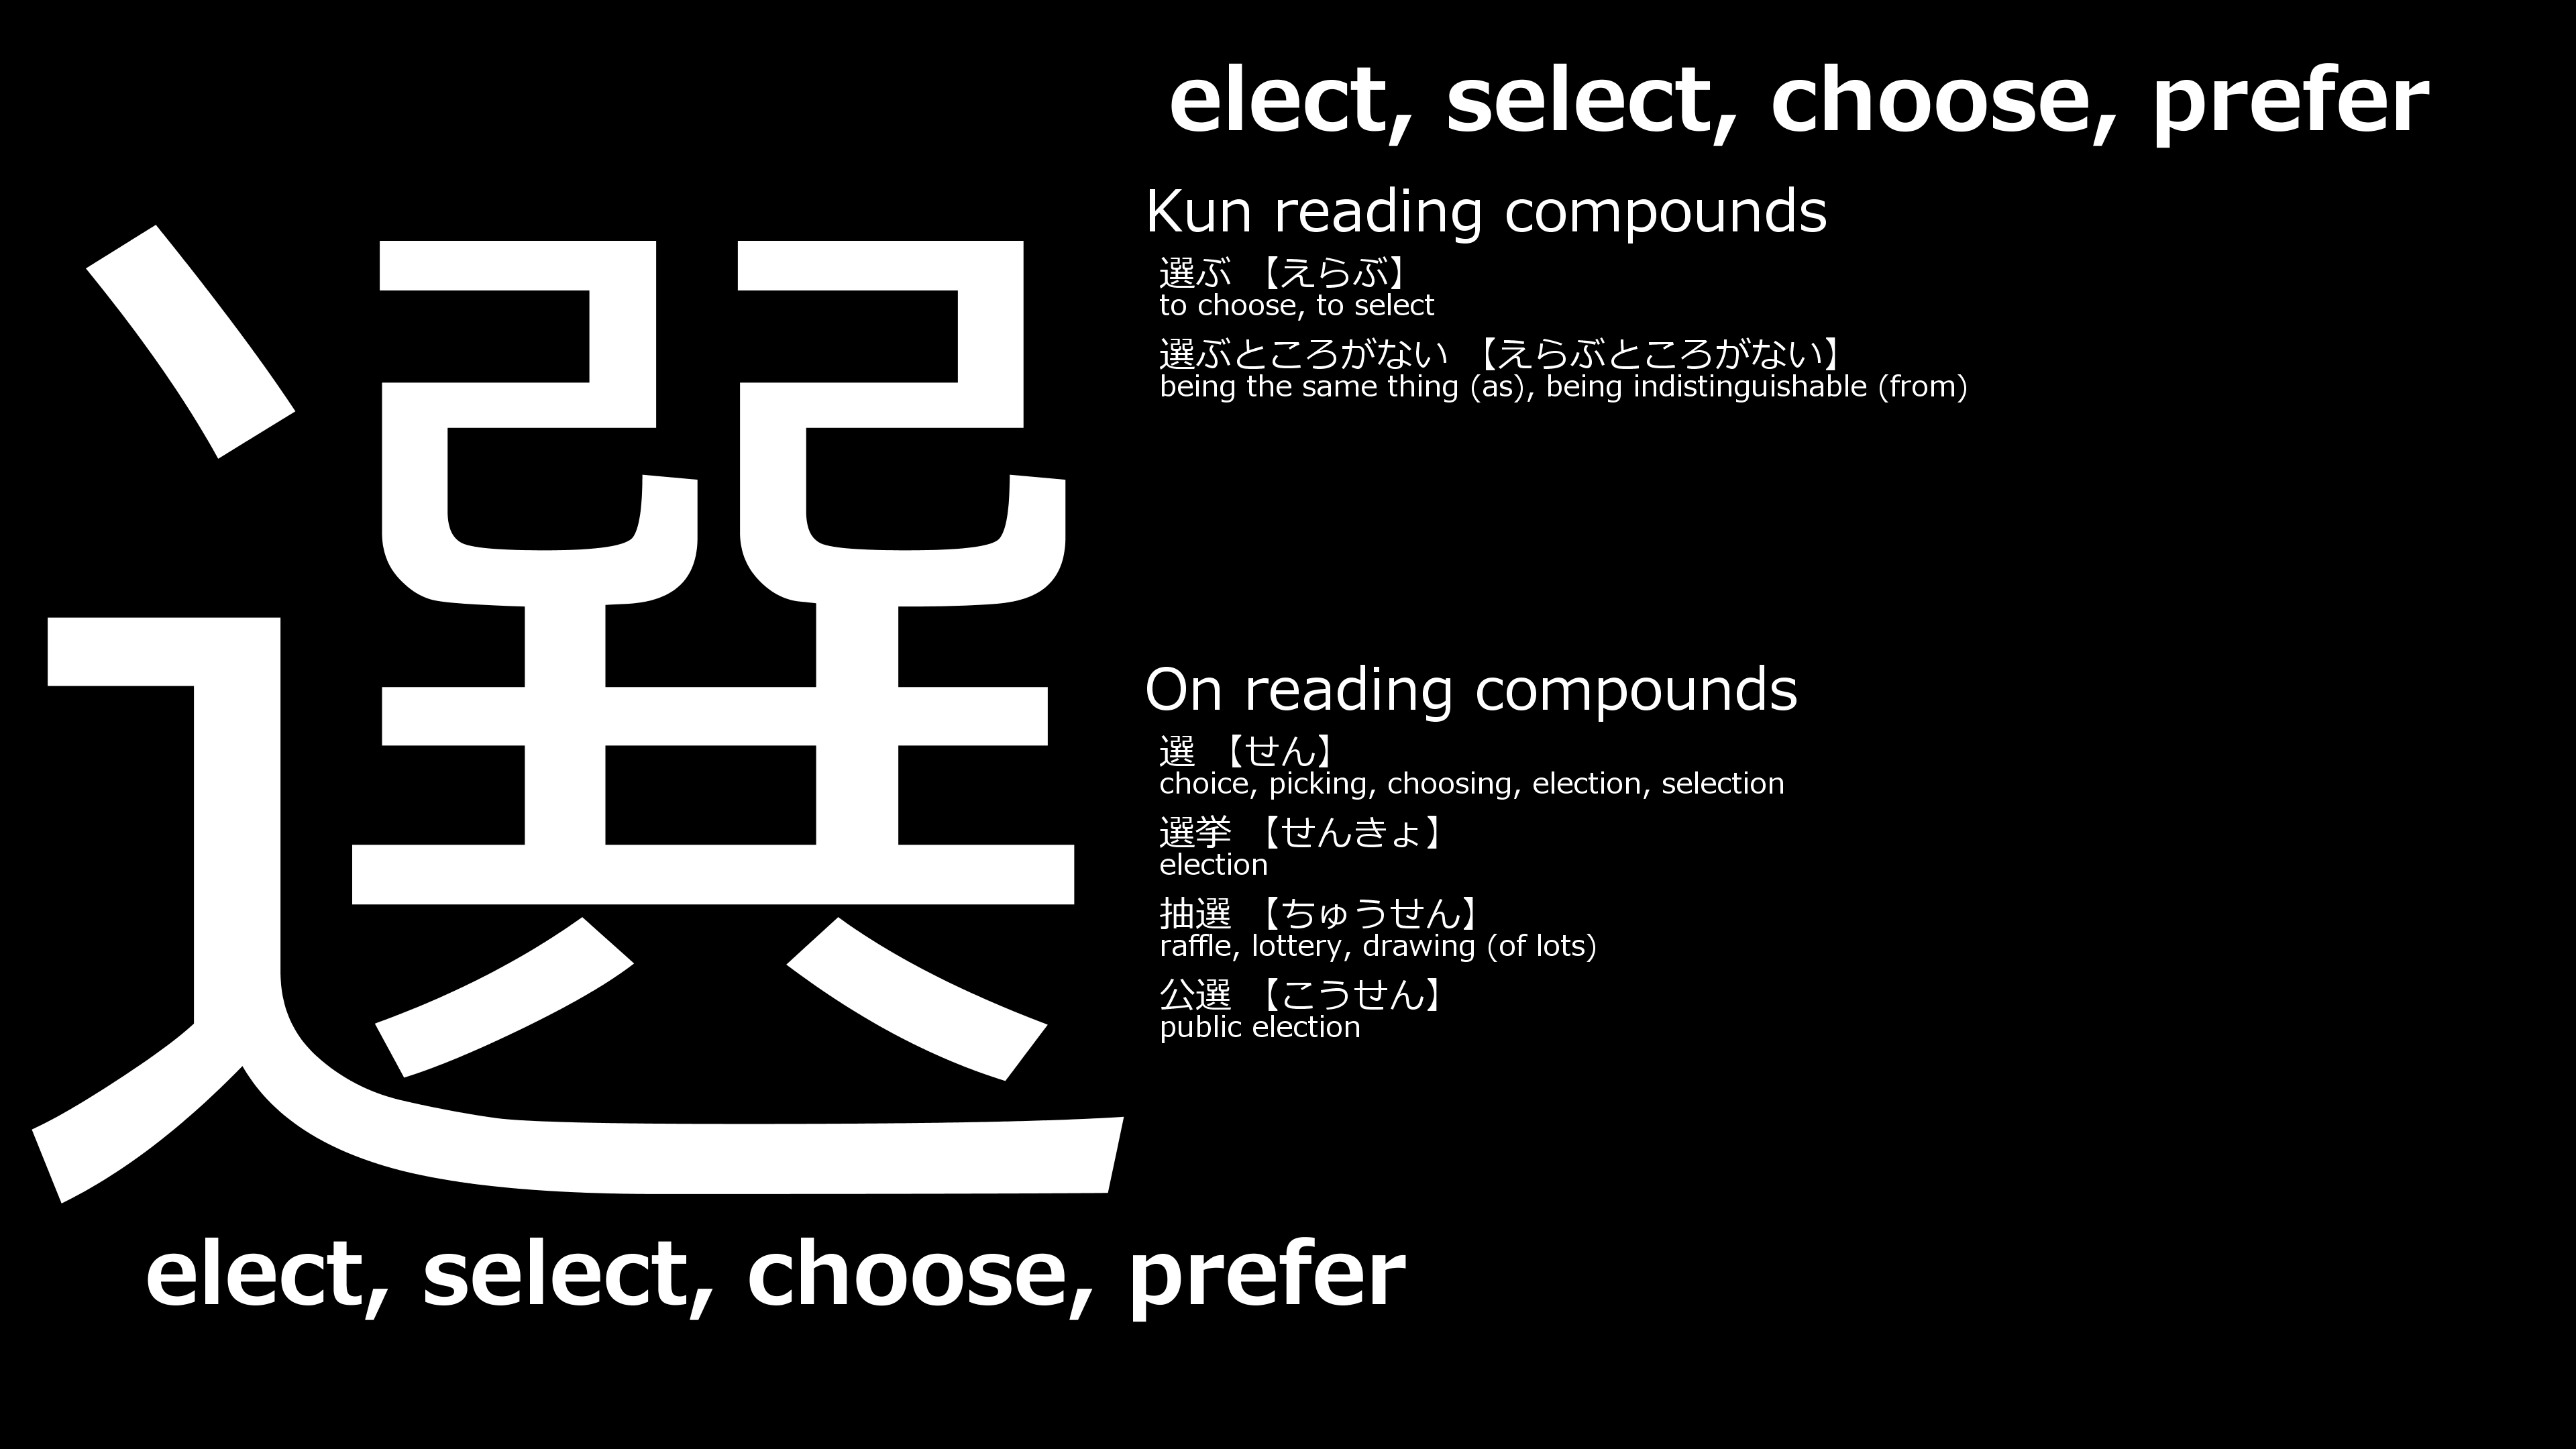 選
elect, select, choose, prefer
elect, select, choose, prefer
Kun reading compounds
選ぶ 【えらぶ】
to choose, to select
選ぶところがない 【えらぶところがない】
being the same thing (as), being indistinguishable (from)
On reading compounds
選 【せん】
choice, picking, choosing, election, selection
選挙 【せんきょ】
election
抽選 【ちゅうせん】
raffle, lottery, drawing (of lots)
公選 【こうせん】
public election